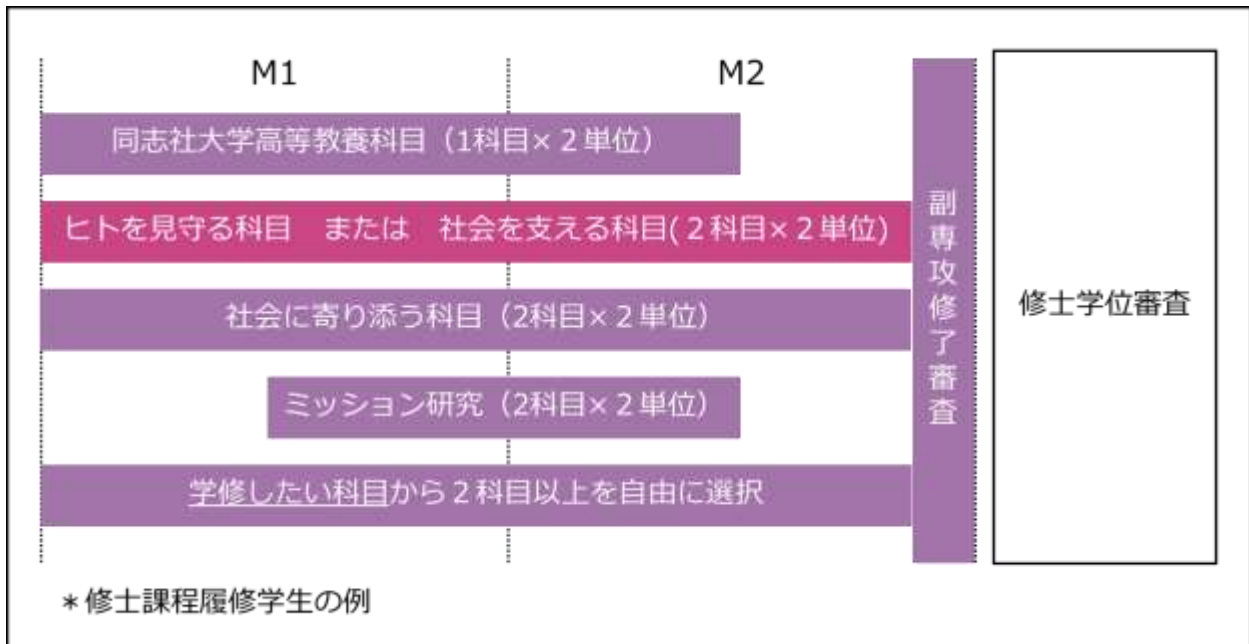 M1
M2
同志社大学高等教養科目（1科目×２単位）
ヒトを見守る科目　または　社会を支える科目(２科目×２単位)
社会に寄り添う科目（2科目×２単位）
ミッション研究（2科目×２単位）
学修したい科目から２科目以上を自由に選択
副専攻修了審査
修士学位審査
＊修士課程履修学生の例